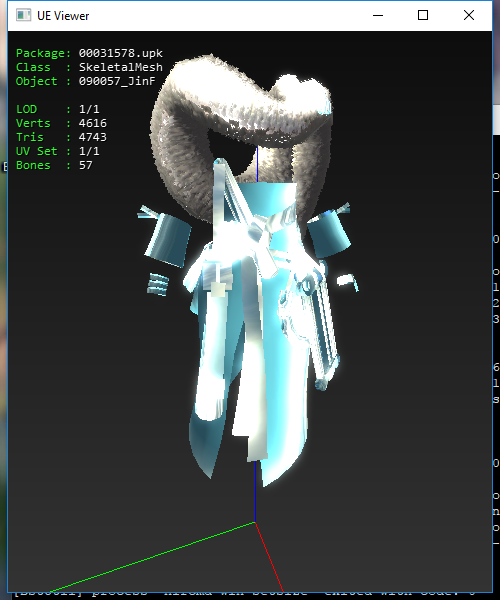 UE Viewer
Package: 00031578.upk
Class : SkeletalMesh
Object : 090057_JinF
LOD : 1/1
Verts : 4616
Tris : 4743
UV Set : 1/1
Bones : 57